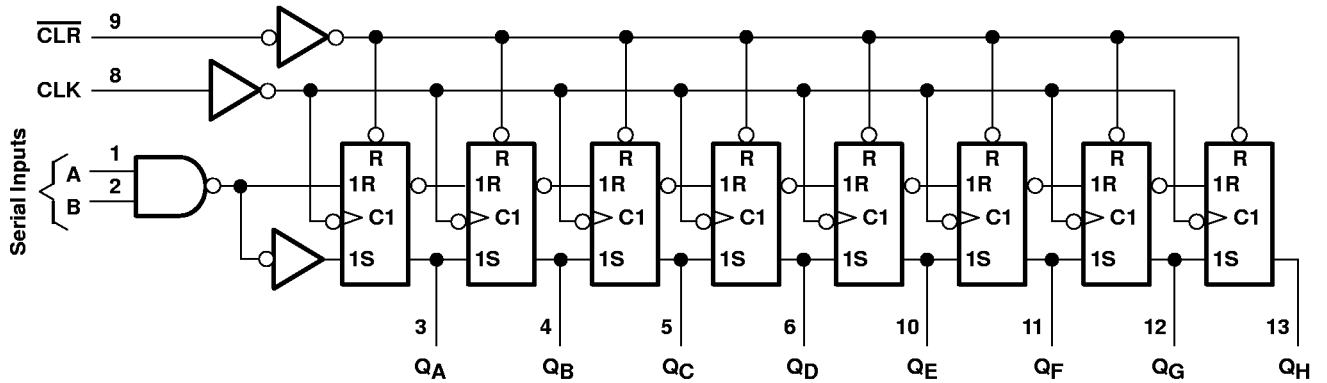 CLR 9
CLK 8
Serial Inputs
A 1
B 2
R R R R R R R R
1R 1R 1R 1R 1R 1R 1R 1R
C1 C1 C1 C1 C1 C1 C1 C1
1S 1S 1S 1S 1S 1S 1S 1S
3 4 5 6 10 11 12 13
QA QB QC QD QE QF QG QH